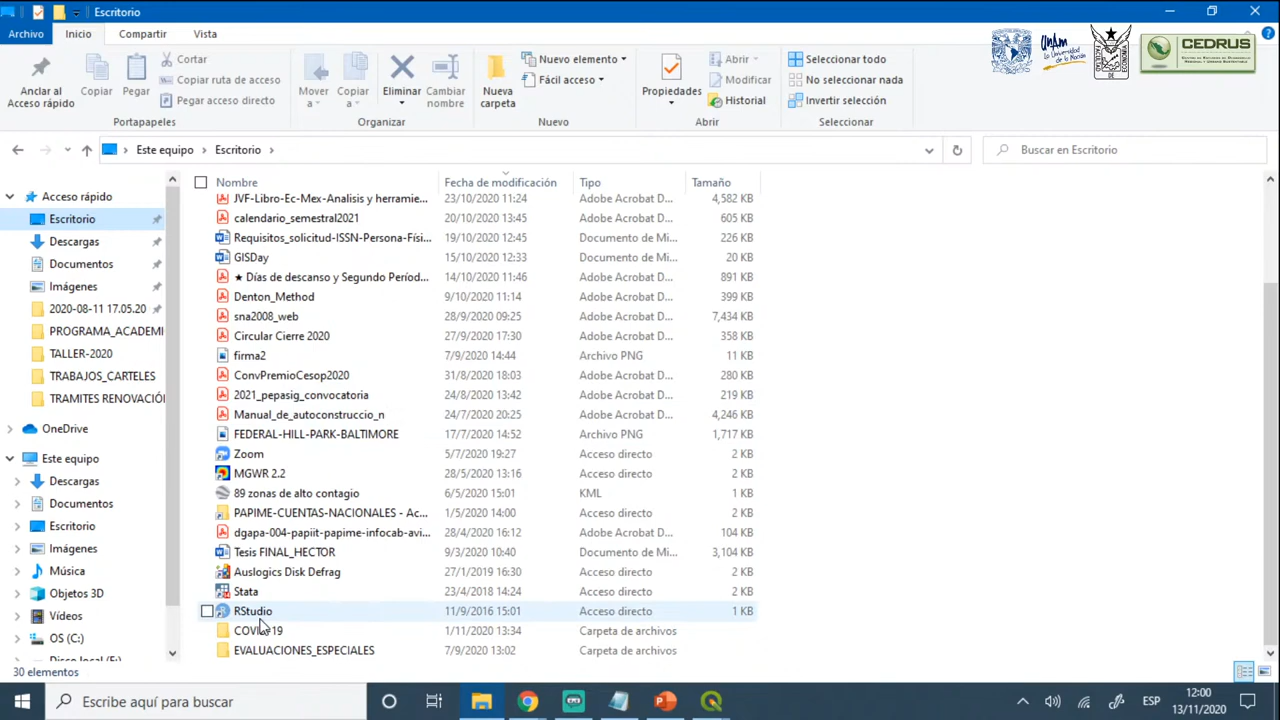 Escritorio
Archivo Inicio Compartir Vista
Anclar al Acceso rápido
Copiar
Pegar
Cortar
Copiar ruta de acceso
Pegar acceso directo
Portapapeles
Mover a
Copiar a
Eliminar
Cambiar nombre
Organizar
Nueva carpeta
Nuevo elemento
Fácil acceso
Nuevo
Propiedades
Abrir
Modificar
Historial
Abrir
Seleccionar todo
No seleccionar nada
Invertir selección
Seleccionar
UNAM
La Universidad de la Nación
CEDRUS
Este equipo Escritorio
Buscar en Escritorio
Acceso rápido
Escritorio
Descargas
Documentos
Imágenes
2020-08-11 17.05.20
PROGRAMA_ACADEMI
TALLER-2020
TRABAJOS_CARTELES
TRAMITES RENOVACIÓ
OneDrive
Este equipo
Descargas
Documentos
Escritorio
Imágenes
Música
Objetos 3D
Vídeos
OS (C:)
Disco local (F:)
Nombre Fecha de modificación Tipo Tamaño
JVF-Libro-Ec-Mex-Analisis y herramie... 23/10/2020 11:24 Adobe Acrobat D... 4,582 KB
calendario_semestral2021 20/10/2020 13:45 Adobe Acrobat D... 605 KB
Requisitos_solicitud-ISSN-Persona-Físi... 19/10/2020 12:45 Documento de Mi... 226 KB
GISDay 15/10/2020 12:33 Documento de Mi... 20 KB
★ Días de descanso y Segundo Períod... 14/10/2020 11:46 Adobe Acrobat D... 891 KB
Denton_Method 9/10/2020 11:14 Adobe Acrobat D... 399 KB
sna2008_web 28/9/2020 09:25 Adobe Acrobat D... 7,434 KB
Circular Cierre 2020 27/9/2020 17:30 Adobe Acrobat D... 358 KB
firma2 7/9/2020 14:44 Archivo PNG 11 KB
ConvPremioCesop2020 31/8/2020 18:03 Adobe Acrobat D... 280 KB
2021_pepasig_convocatoria 24/8/2020 13:42 Adobe Acrobat D... 219 KB
Manual_de_autoconstruccio_n 24/7/2020 20:25 Adobe Acrobat D... 4,246 KB
FEDERAL-HILL-PARK-BALTIMORE 17/7/2020 14:52 Archivo PNG 1,717 KB
Zoom 5/7/2020 19:27 Acceso directo 2 KB
MGWR 2.2 28/5/2020 13:16 Acceso directo 2 KB
89 zonas de alto contagio 6/5/2020 15:01 KML 1 KB
PAPIME-CUENTAS-NACIONALES - Ac... 1/5/2020 14:00 Acceso directo 2 KB
dgapa-004-papiit-papime-infocab-avi... 28/4/2020 16:12 Adobe Acrobat D... 104 KB
Tesis FINAL_HECTOR 9/3/2020 10:40 Documento de Mi... 3,104 KB
Auslogics Disk Defrag 27/1/2019 16:30 Acceso directo 2 KB
Stata 23/4/2018 14:24 Acceso directo 2 KB
RStudio 11/9/2016 15:01 Acceso directo 1 KB
COVID-19 1/11/2020 13:34 Carpeta de archivos
EVALUACIONES_ESPECIALES 7/9/2020 13:02 Carpeta de archivos
30 elementos
Escribe aquí para buscar
ESP
12:00
13/11/2020